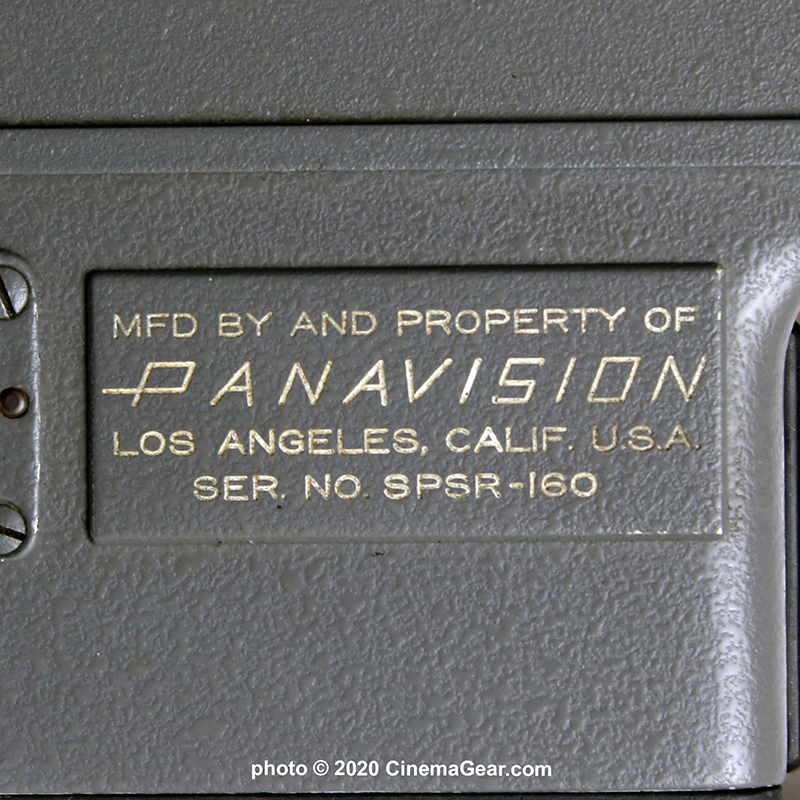 MFD BY AND PROPERTY OF
PANAVISION
LOS ANGELES, CALIF. U.S.A.
SER. NO. SPSR-160
photo © 2020 CinemaGear.com